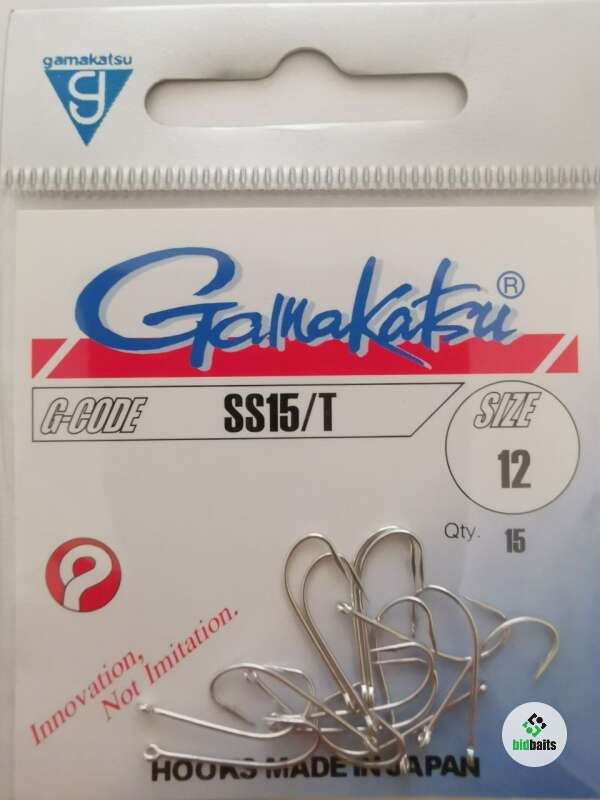 gamakatsu
Gamakatsu®
G-CODE SS15/T SIZE
12
Qty. 15
Innovation,
Not Imitation.
HOOKS MADE IN JAPAN
bidbaits